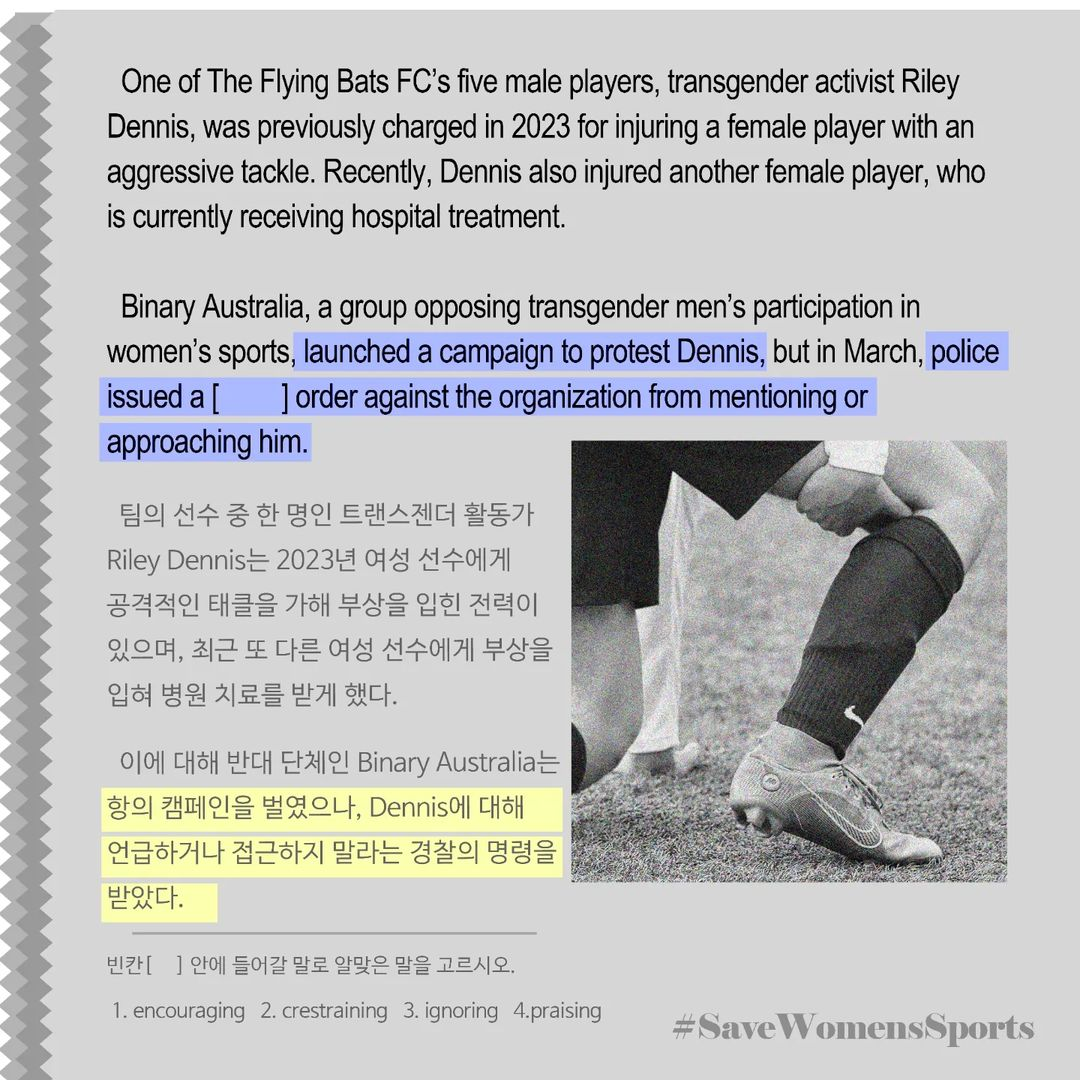 One of The Flying Bats FC’s five male players, transgender activist Riley
Dennis, was previously charged in 2023 for injuring a female player with an
aggressive tackle. Recently, Dennis also injured another female player, who
is currently receiving hospital treatment.
Binary Australia, a group opposing transgender men’s participation in
women’s sports, launched a campaign to protest Dennis, but in March, police
issued a [ ] order against the organization from mentioning or
approaching him.
팀의 선수 중 한 명인 트랜스젠더 활동가
Riley Dennis는 2023년 여성 선수에게
공격적인 태클을 가해 부상을 입힌 전력이
있으며, 최근 또 다른 여성 선수에게 부상을
입혀 병원 치료를 받게 했다.
이에 대해 반대 단체인 Binary Australia는
항의 캠페인을 벌였으나, Dennis에 대해
언급하거나 접근하지 말라는 경찰의 명령을
받았다.
빈칸[ ] 안에 들어갈 말로 알맞은 말을 고르시오.
1. encouraging 2. crestraining 3. ignoring 4.praising
#SaveWomensSports